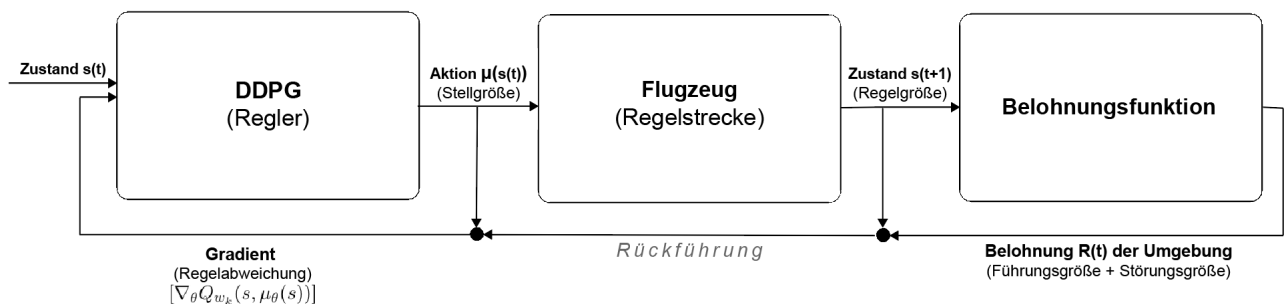 Zustand s(t)
DDPG
(Regler)
Aktion μ(s(t))
(Stellgröße)
Flugzeug
(Regelstrecke)
Zustand s(t+1)
(Regelgröße)
Belohnungsfunktion
Gradient
(Regelabweichung)
[∇θQwk(s, μθ(s))]
Rückführung
Belohnung R(t) der Umgebung
(Führungsgröße + Störungsgröße)